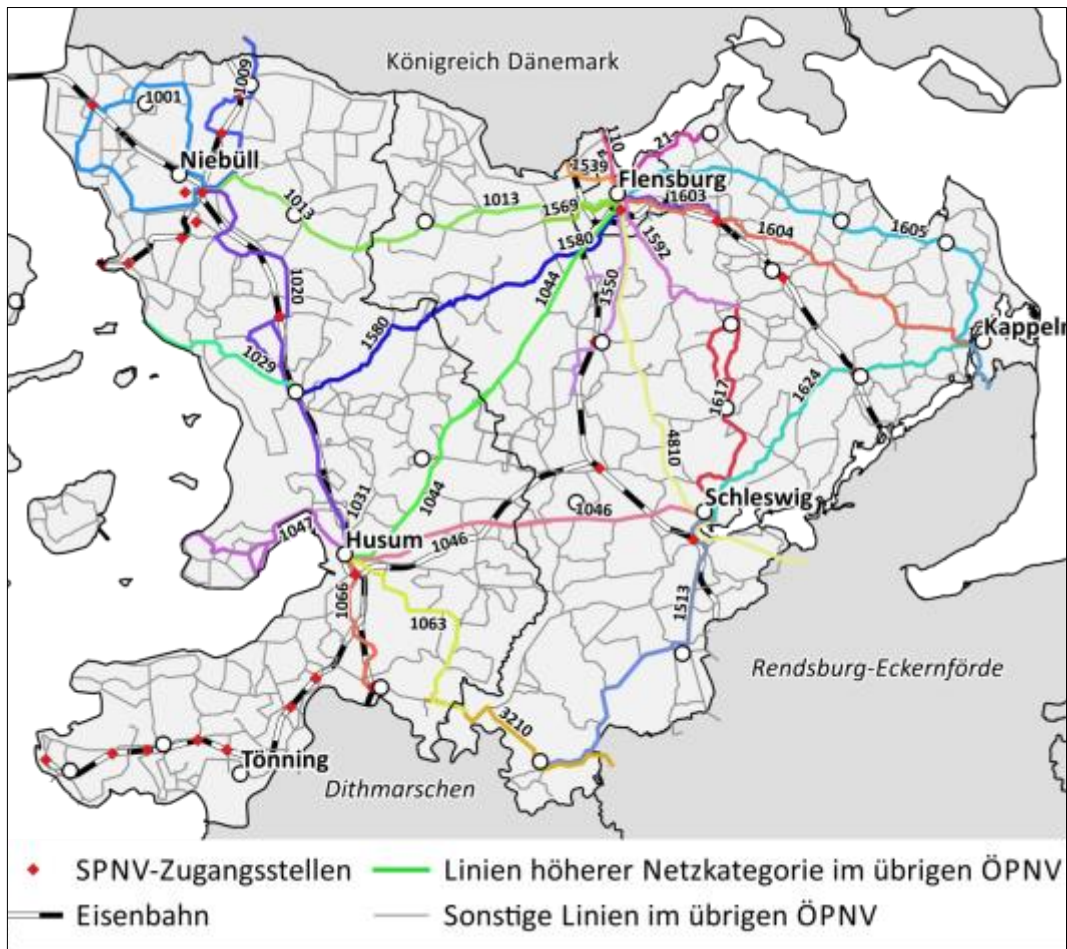 Königreich Dänemark
1009
1001
110
21
1539
Niebüll
Flensburg
1603
1013
1013
1569
1604
1605
1580
1592
1020
1550
1044
1580
Kappeln
1029
1624
1617
4810
1031
1044
Schleswig
1046
1047
Husum
1046
1066
1063
1513
Rendsburg-Eckernförde
3210
Tönning
Dithmarschen
SPNV-Zugangsstellen
Linien höherer Netzkategorie im übrigen ÖPNV
Eisenbahn
Sonstige Linien im übrigen ÖPNV